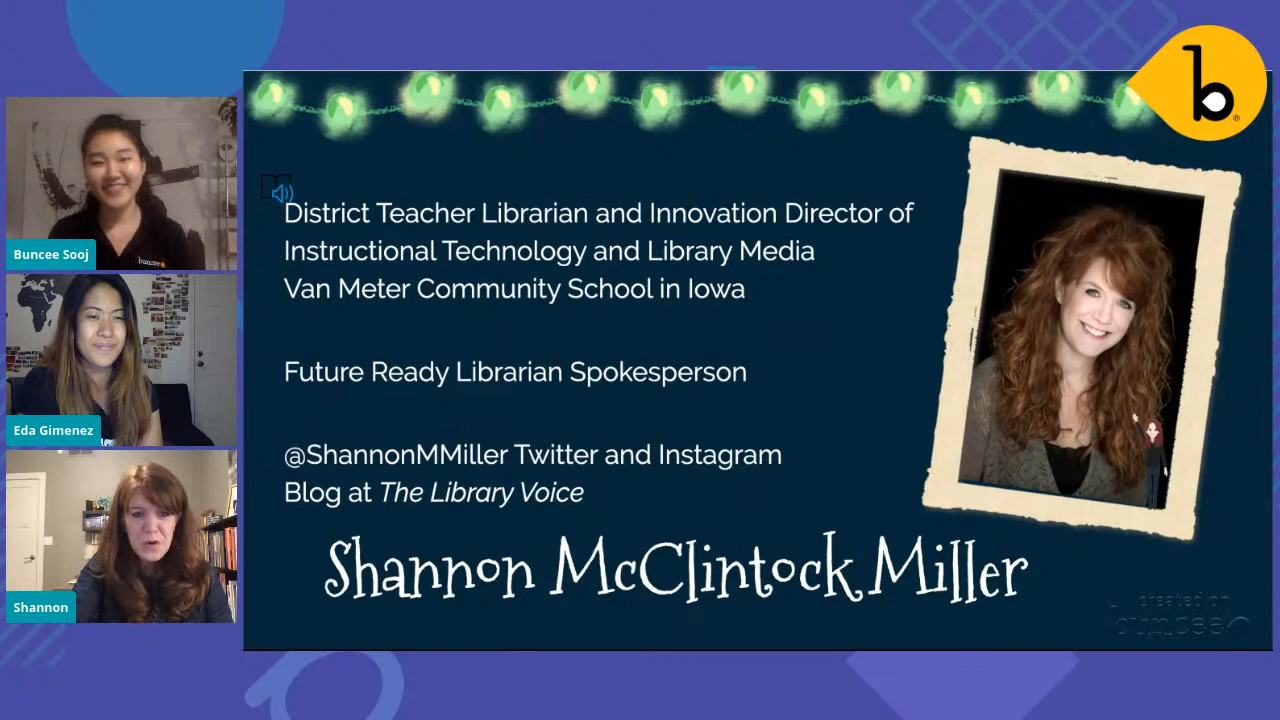 b
®
buncee
Buncee Sooj
Eda Gimenez
Shannon
District Teacher Librarian and Innovation Director of
Instructional Technology and Library Media
Van Meter Community School in Iowa
Future Ready Librarian Spokesperson
@ShannonMMiller Twitter and Instagram
Blog at The Library Voice
Shannon McClintock Miller
created on
buncee